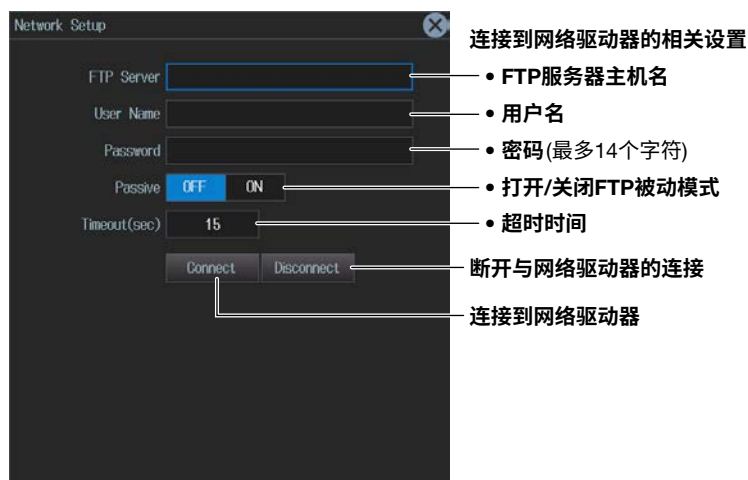 Network Setup
连接到网络驱动器的相关设置
FTP Server
• FTP服务器主机名
User Name
• 用户名
Password
• 密码(最多14个字符)
Passive OFF ON
• 打开/关闭FTP被动模式
Timeout(sec) 15
• 超时时间
Connect Disconnect
断开与网络驱动器的连接
连接到网络驱动器